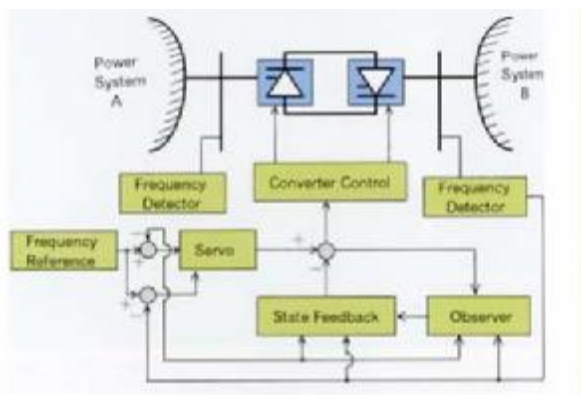 Power
System
A
Power
System
B
Frequency
Detector
Converter Control
Frequency
Detector
Frequency
Reference
Servo
State Feedback
Observer